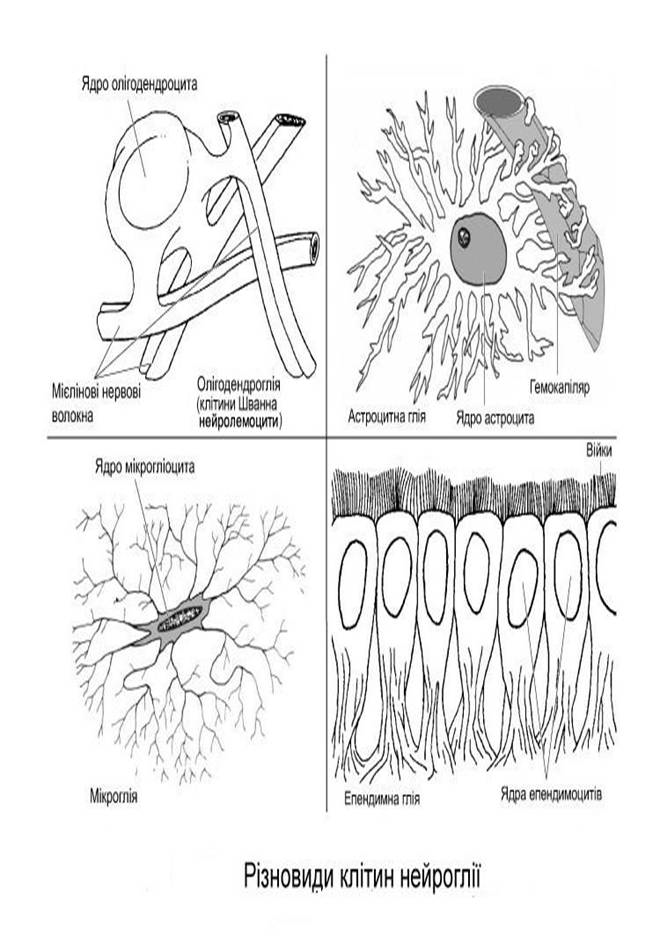 Ядро олігодендроцита
Мієлінові нервові
волокна
Олігодендроглія
(клітини Шванна
нейролемоцити)
Гемокапіляр
Астроцитна глія
Ядро астроцита
Ядро мікрогліоцита
Мікроглія
Війки
Епендимна глія
Ядра епендимоцитів
Різновиди клітин нейроглії